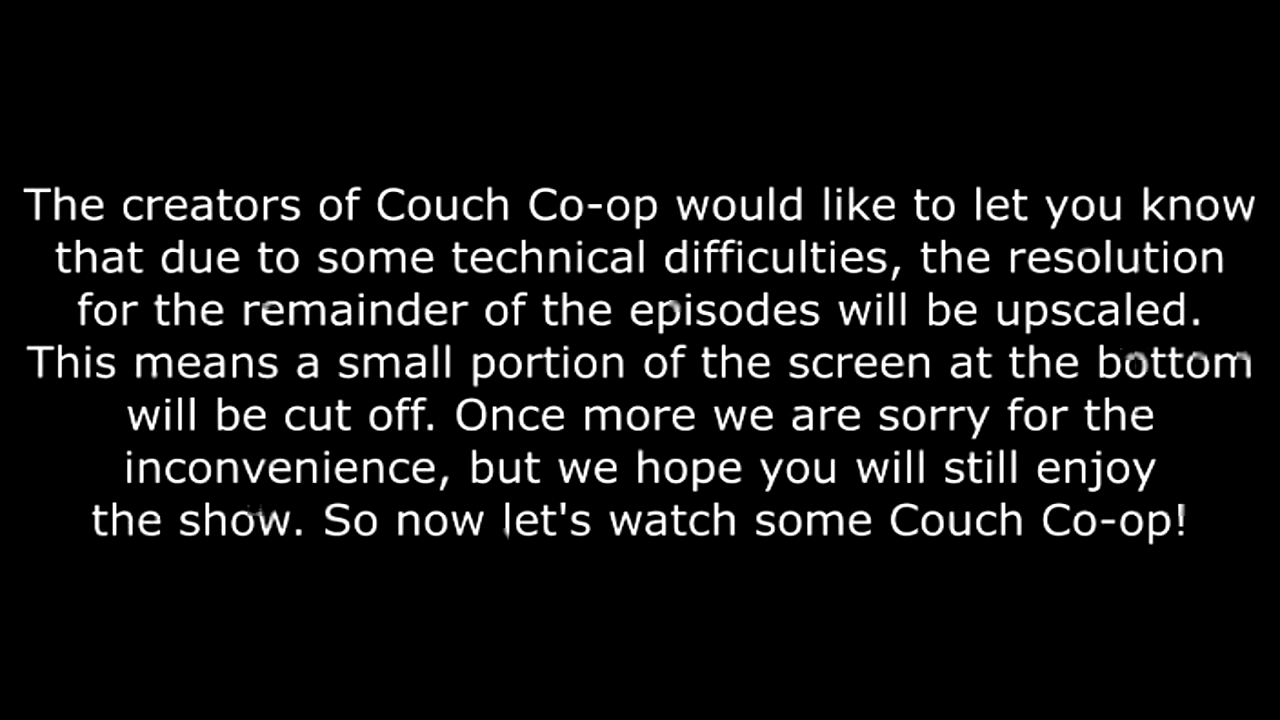 The creators of Couch Co-op would like to let you know
that due to some technical difficulties, the resolution
for the remainder of the episodes will be upscaled.
This means a small portion of the screen at the bottom
will be cut off. Once more we are sorry for the
inconvenience, but we hope you will still enjoy
the show. So now let's watch some Couch Co-op!